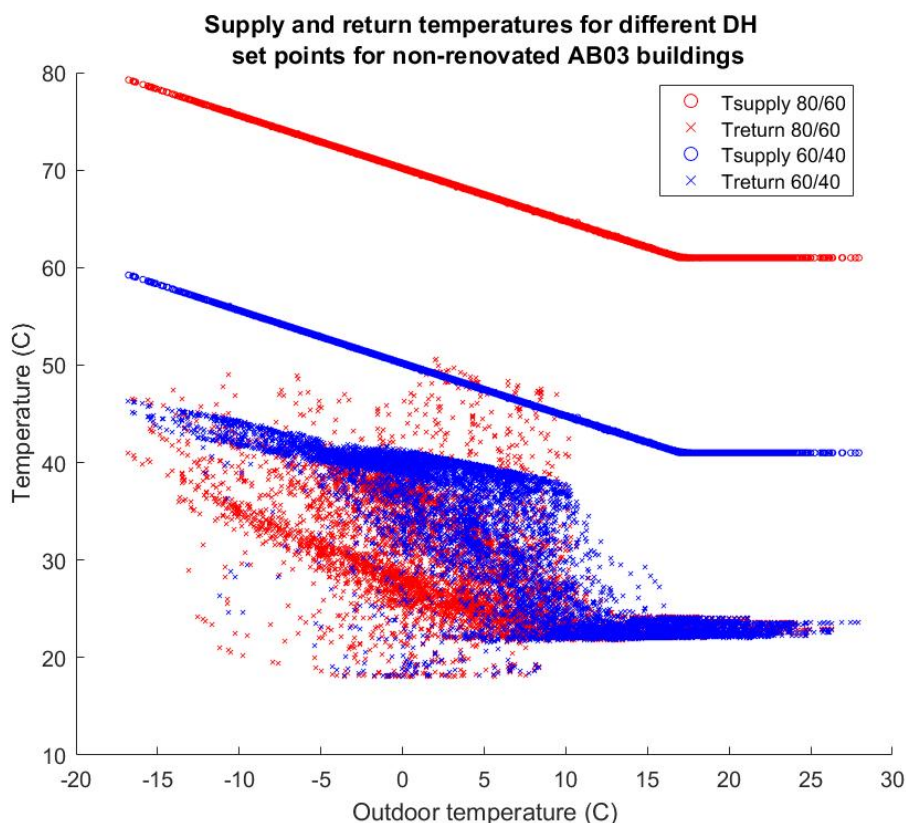 Supply and return temperatures for different DH
set points for non-renovated AB03 buildings
80
70
60
50
40
30
20
10
Temperature (C)
Tsupply 80/60
Treturn 80/60
Tsupply 60/40
Treturn 60/40
-20 -15 -10 -5 0 5 10 15 20 25 30
Outdoor temperature (C)